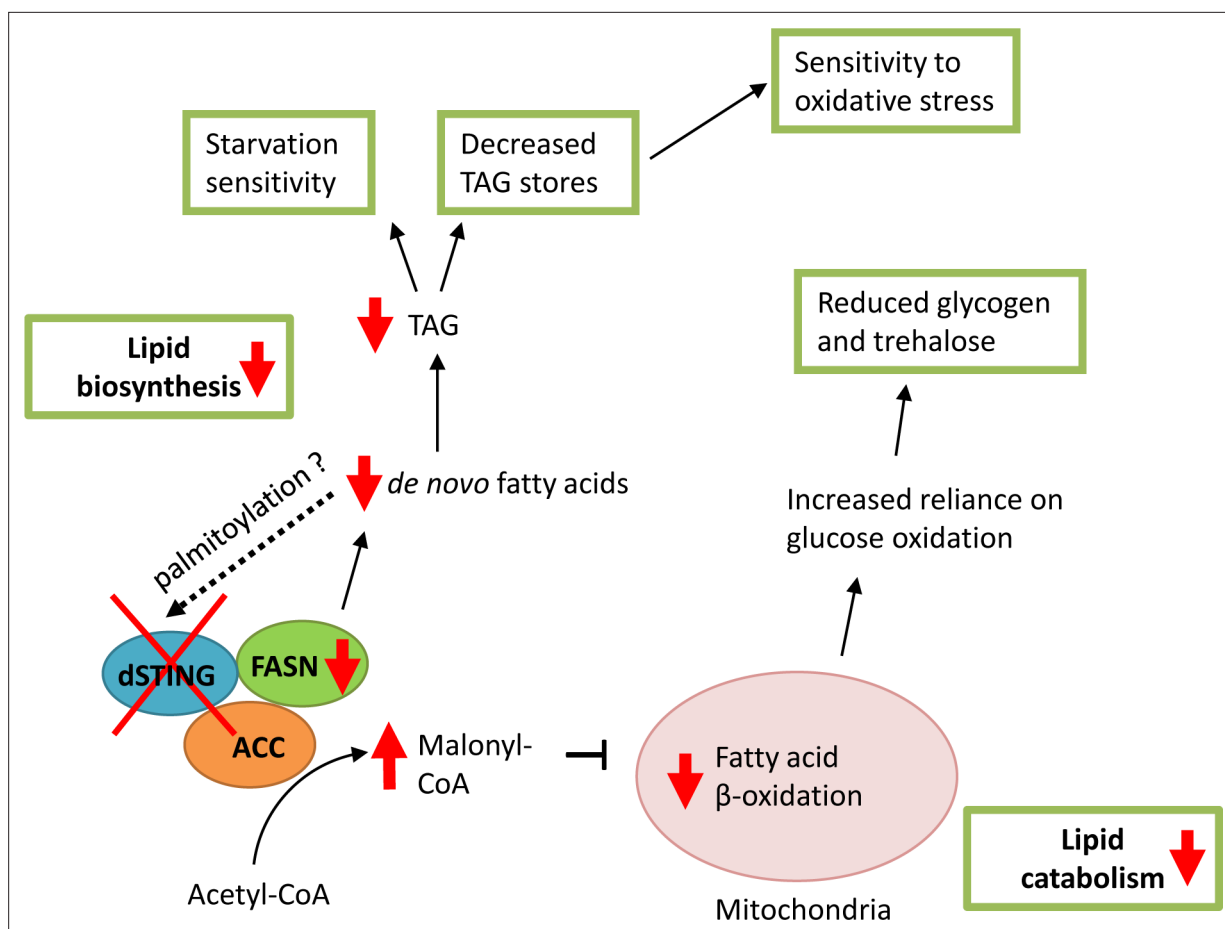 Sensitivity to
oxidative stress
Starvation
sensitivity
Decreased
TAG stores
Reduced glycogen
and trehalose
TAG
Lipid
biosynthesis
palmitoylation ?
de novo fatty acids
Increased reliance on
glucose oxidation
dSTING
FASN
ACC
Malonyl-
CoA
Fatty acid
β-oxidation
Lipid
catabolism
Acetyl-CoA
Mitochondria